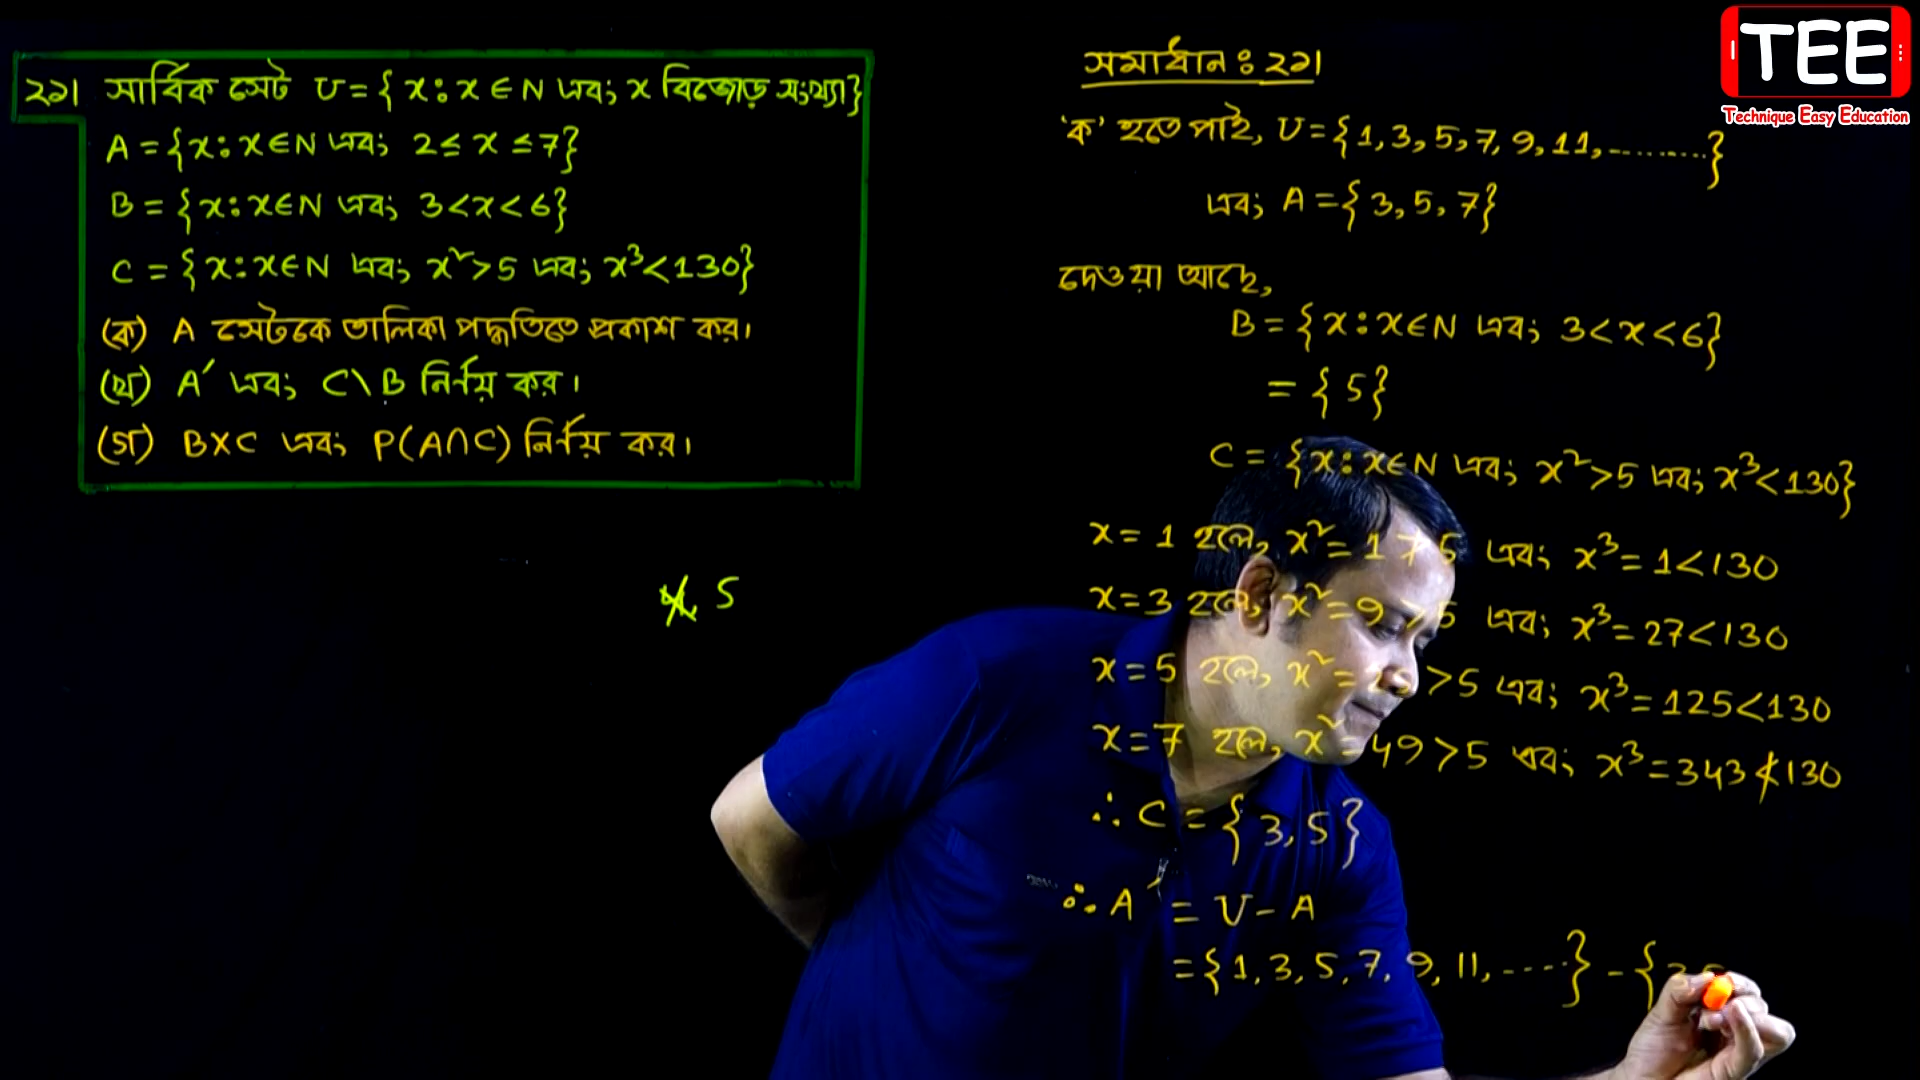 TEE
Technique Easy Education
২৯। সার্বিক সেট U = {x : x ∈ N এবং x বিজোড় সংখ্যা}
A = {x : x ∈ N এবং 2 ≤ x ≤ 7}
B = {x : x ∈ N এবং 3 < x < 6}
C = {x : x ∈ N এবং x² > 5 এবং x³ < 130}
(ক) A সেটকে তালিকা পদ্ধতিতে প্রকাশ কর।
(খ) A′ এবং C \ B নির্ণয় কর।
(গ) B × C এবং P(A ∩ C) নির্ণয় কর।
5
সমাধান : ২৯।
'ক' হতে পাই, U = {1, 3, 5, 7, 9, 11, .........}
এবং A = {3, 5, 7}
দেওয়া আছে,
B = {x : x ∈ N এবং 3 < x < 6}
= {5}
C = {x : x ∈ N এবং x² > 5 এবং x³ < 130}
x = 1 হলে, x² = 1 ≯ 5 এবং x³ = 1 < 130
x = 3 হলে, x² = 9 > 5 এবং x³ = 27 < 130
x = 5 হলে, x² = > 5 এবং x³ = 125 < 130
x = 7 হলে, x² = 49 > 5 এবং x³ = 343 ≮ 130
∴ C = {3, 5}
∴ A′ = U − A
= {1, 3, 5, 7, 9, 11, .....} − {3, 5